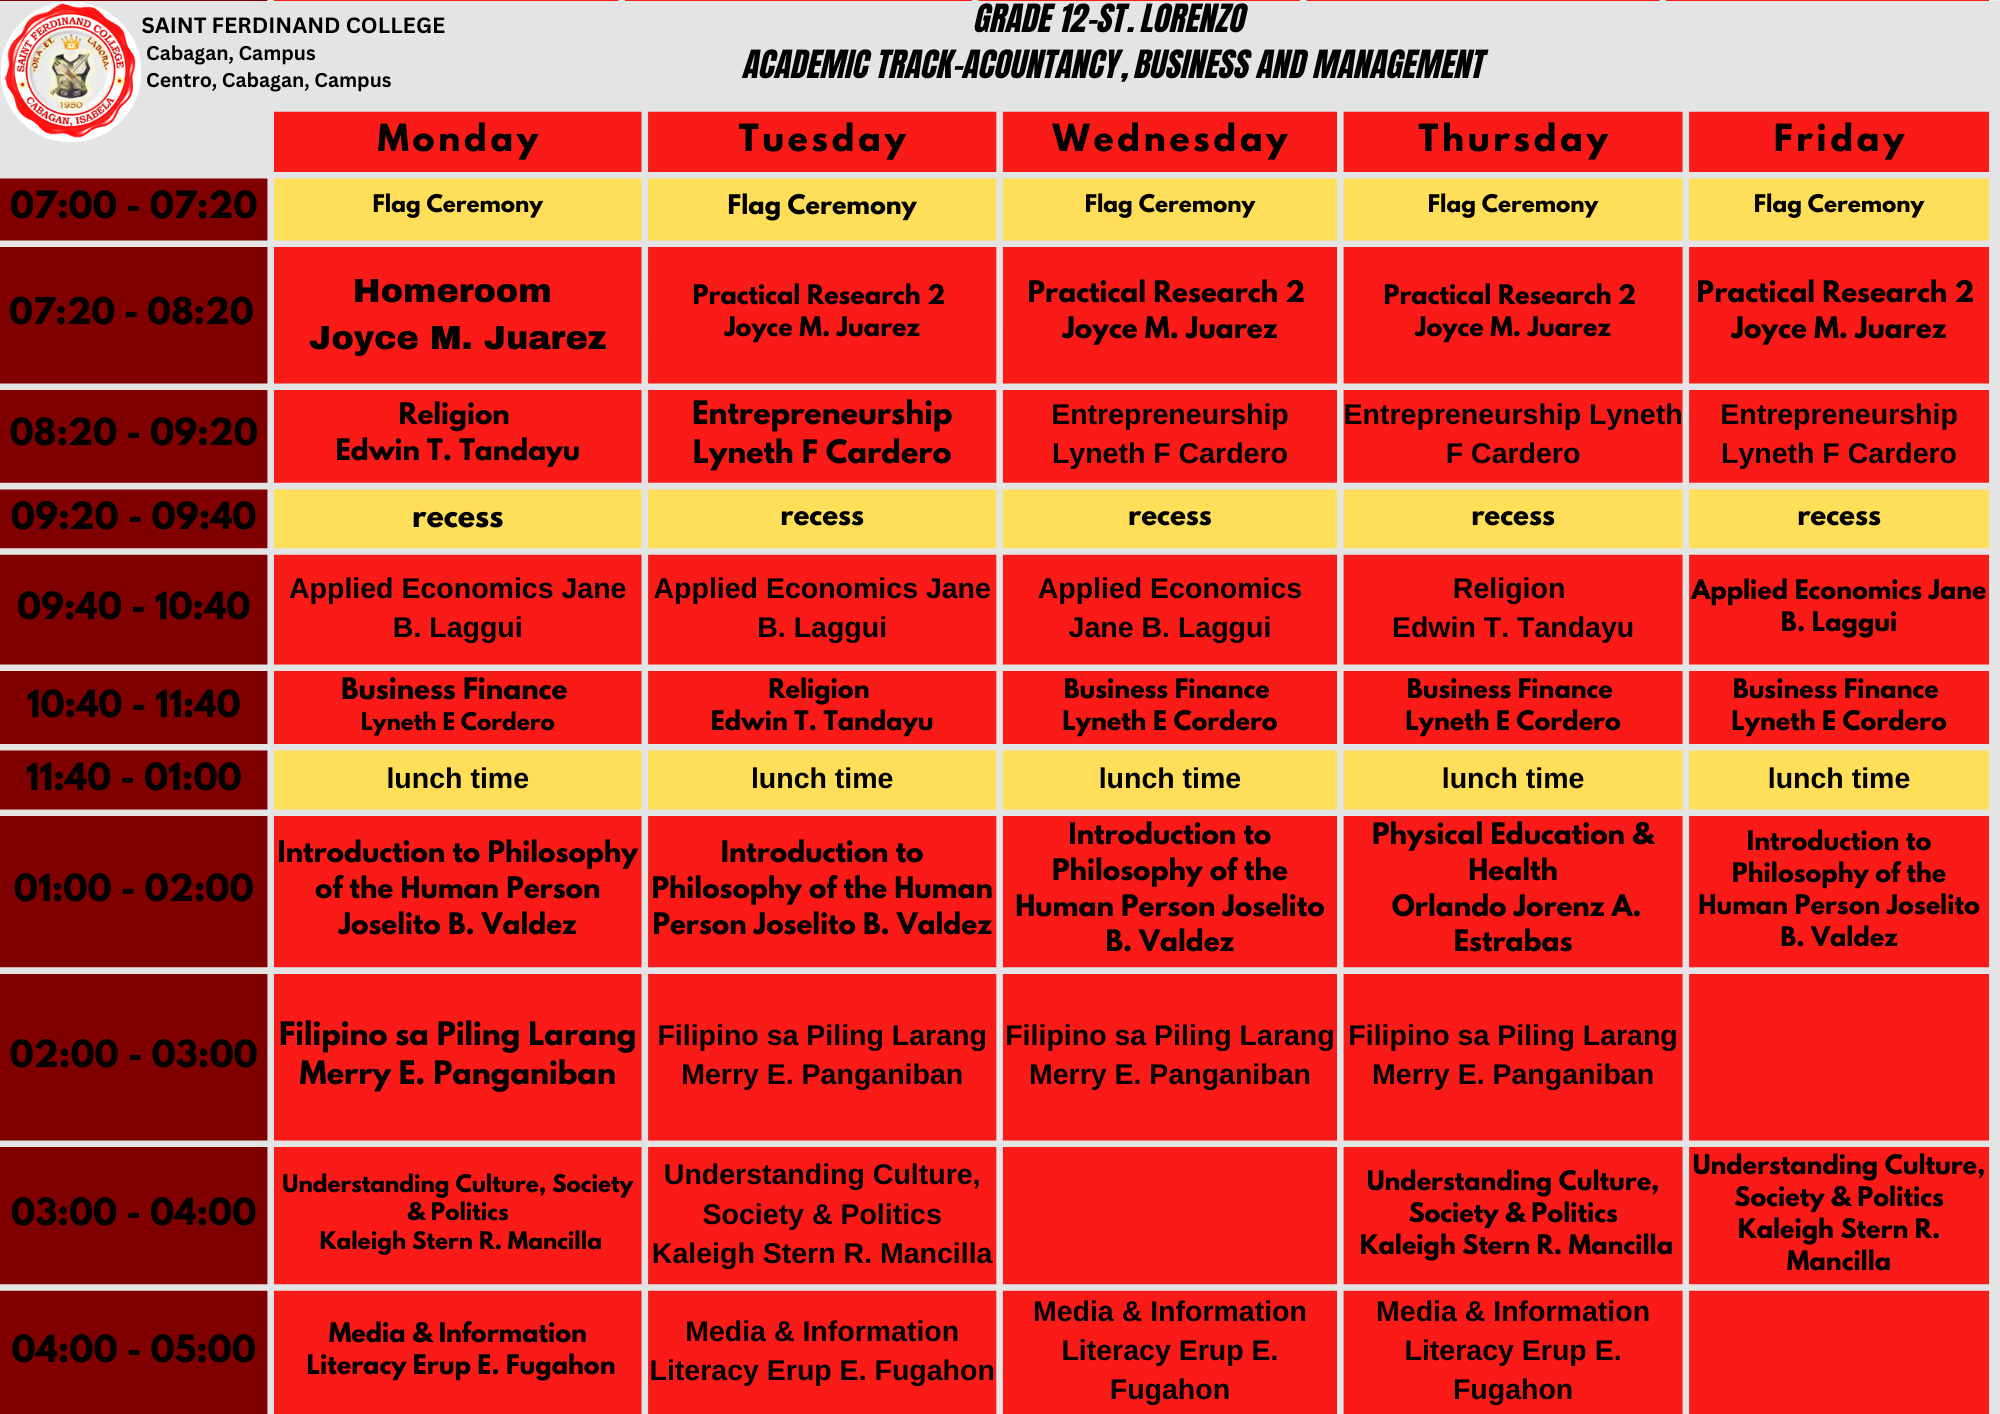 SAINT FERDINAND COLLEGE
Cabagan, Campus
Centro, Cabagan, Campus
SAINT FERDINAND COLLEGE
ORA ET LABORA
1950
CABAGAN, ISABELA
GRADE 12-ST. LORENZO
ACADEMIC TRACK-ACOUNTANCY, BUSINESS AND MANAGEMENT
Monday
Tuesday
Wednesday
Thursday
Friday
07:00 - 07:20
Flag Ceremony
Flag Ceremony
Flag Ceremony
Flag Ceremony
Flag Ceremony
07:20 - 08:20
Homeroom
Joyce M. Juarez
Practical Research 2
Joyce M. Juarez
Practical Research 2
Joyce M. Juarez
Practical Research 2
Joyce M. Juarez
Practical Research 2
Joyce M. Juarez
08:20 - 09:20
Religion
Edwin T. Tandayu
Entrepreneurship
Lyneth F Cardero
Entrepreneurship
Lyneth F Cardero
Entrepreneurship Lyneth
F Cardero
Entrepreneurship
Lyneth F Cardero
09:20 - 09:40
recess
recess
recess
recess
recess
09:40 - 10:40
Applied Economics Jane
B. Laggui
Applied Economics Jane
B. Laggui
Applied Economics
Jane B. Laggui
Religion
Edwin T. Tandayu
Applied Economics Jane
B. Laggui
10:40 - 11:40
Business Finance
Lyneth E Cordero
Religion
Edwin T. Tandayu
Business Finance
Lyneth E Cordero
Business Finance
Lyneth E Cordero
Business Finance
Lyneth E Cordero
11:40 - 01:00
lunch time
lunch time
lunch time
lunch time
lunch time
01:00 - 02:00
Introduction to Philosophy
of the Human Person
Joselito B. Valdez
Introduction to
Philosophy of the Human
Person Joselito B. Valdez
Introduction to
Philosophy of the
Human Person Joselito
B. Valdez
Physical Education &
Health
Orlando Jorenz A.
Estrabas
Introduction to
Philosophy of the
Human Person Joselito
B. Valdez
02:00 - 03:00
Filipino sa Piling Larang
Merry E. Panganiban
Filipino sa Piling Larang
Merry E. Panganiban
Filipino sa Piling Larang
Merry E. Panganiban
Filipino sa Piling Larang
Merry E. Panganiban
03:00 - 04:00
Understanding Culture, Society
& Politics
Kaleigh Stern R. Mancilla
Understanding Culture,
Society & Politics
Kaleigh Stern R. Mancilla
Understanding Culture,
Society & Politics
Kaleigh Stern R. Mancilla
Understanding Culture,
Society & Politics
Kaleigh Stern R.
Mancilla
04:00 - 05:00
Media & Information
Literacy Erup E. Fugahon
Media & Information
Literacy Erup E. Fugahon
Media & Information
Literacy Erup E.
Fugahon
Media & Information
Literacy Erup E.
Fugahon